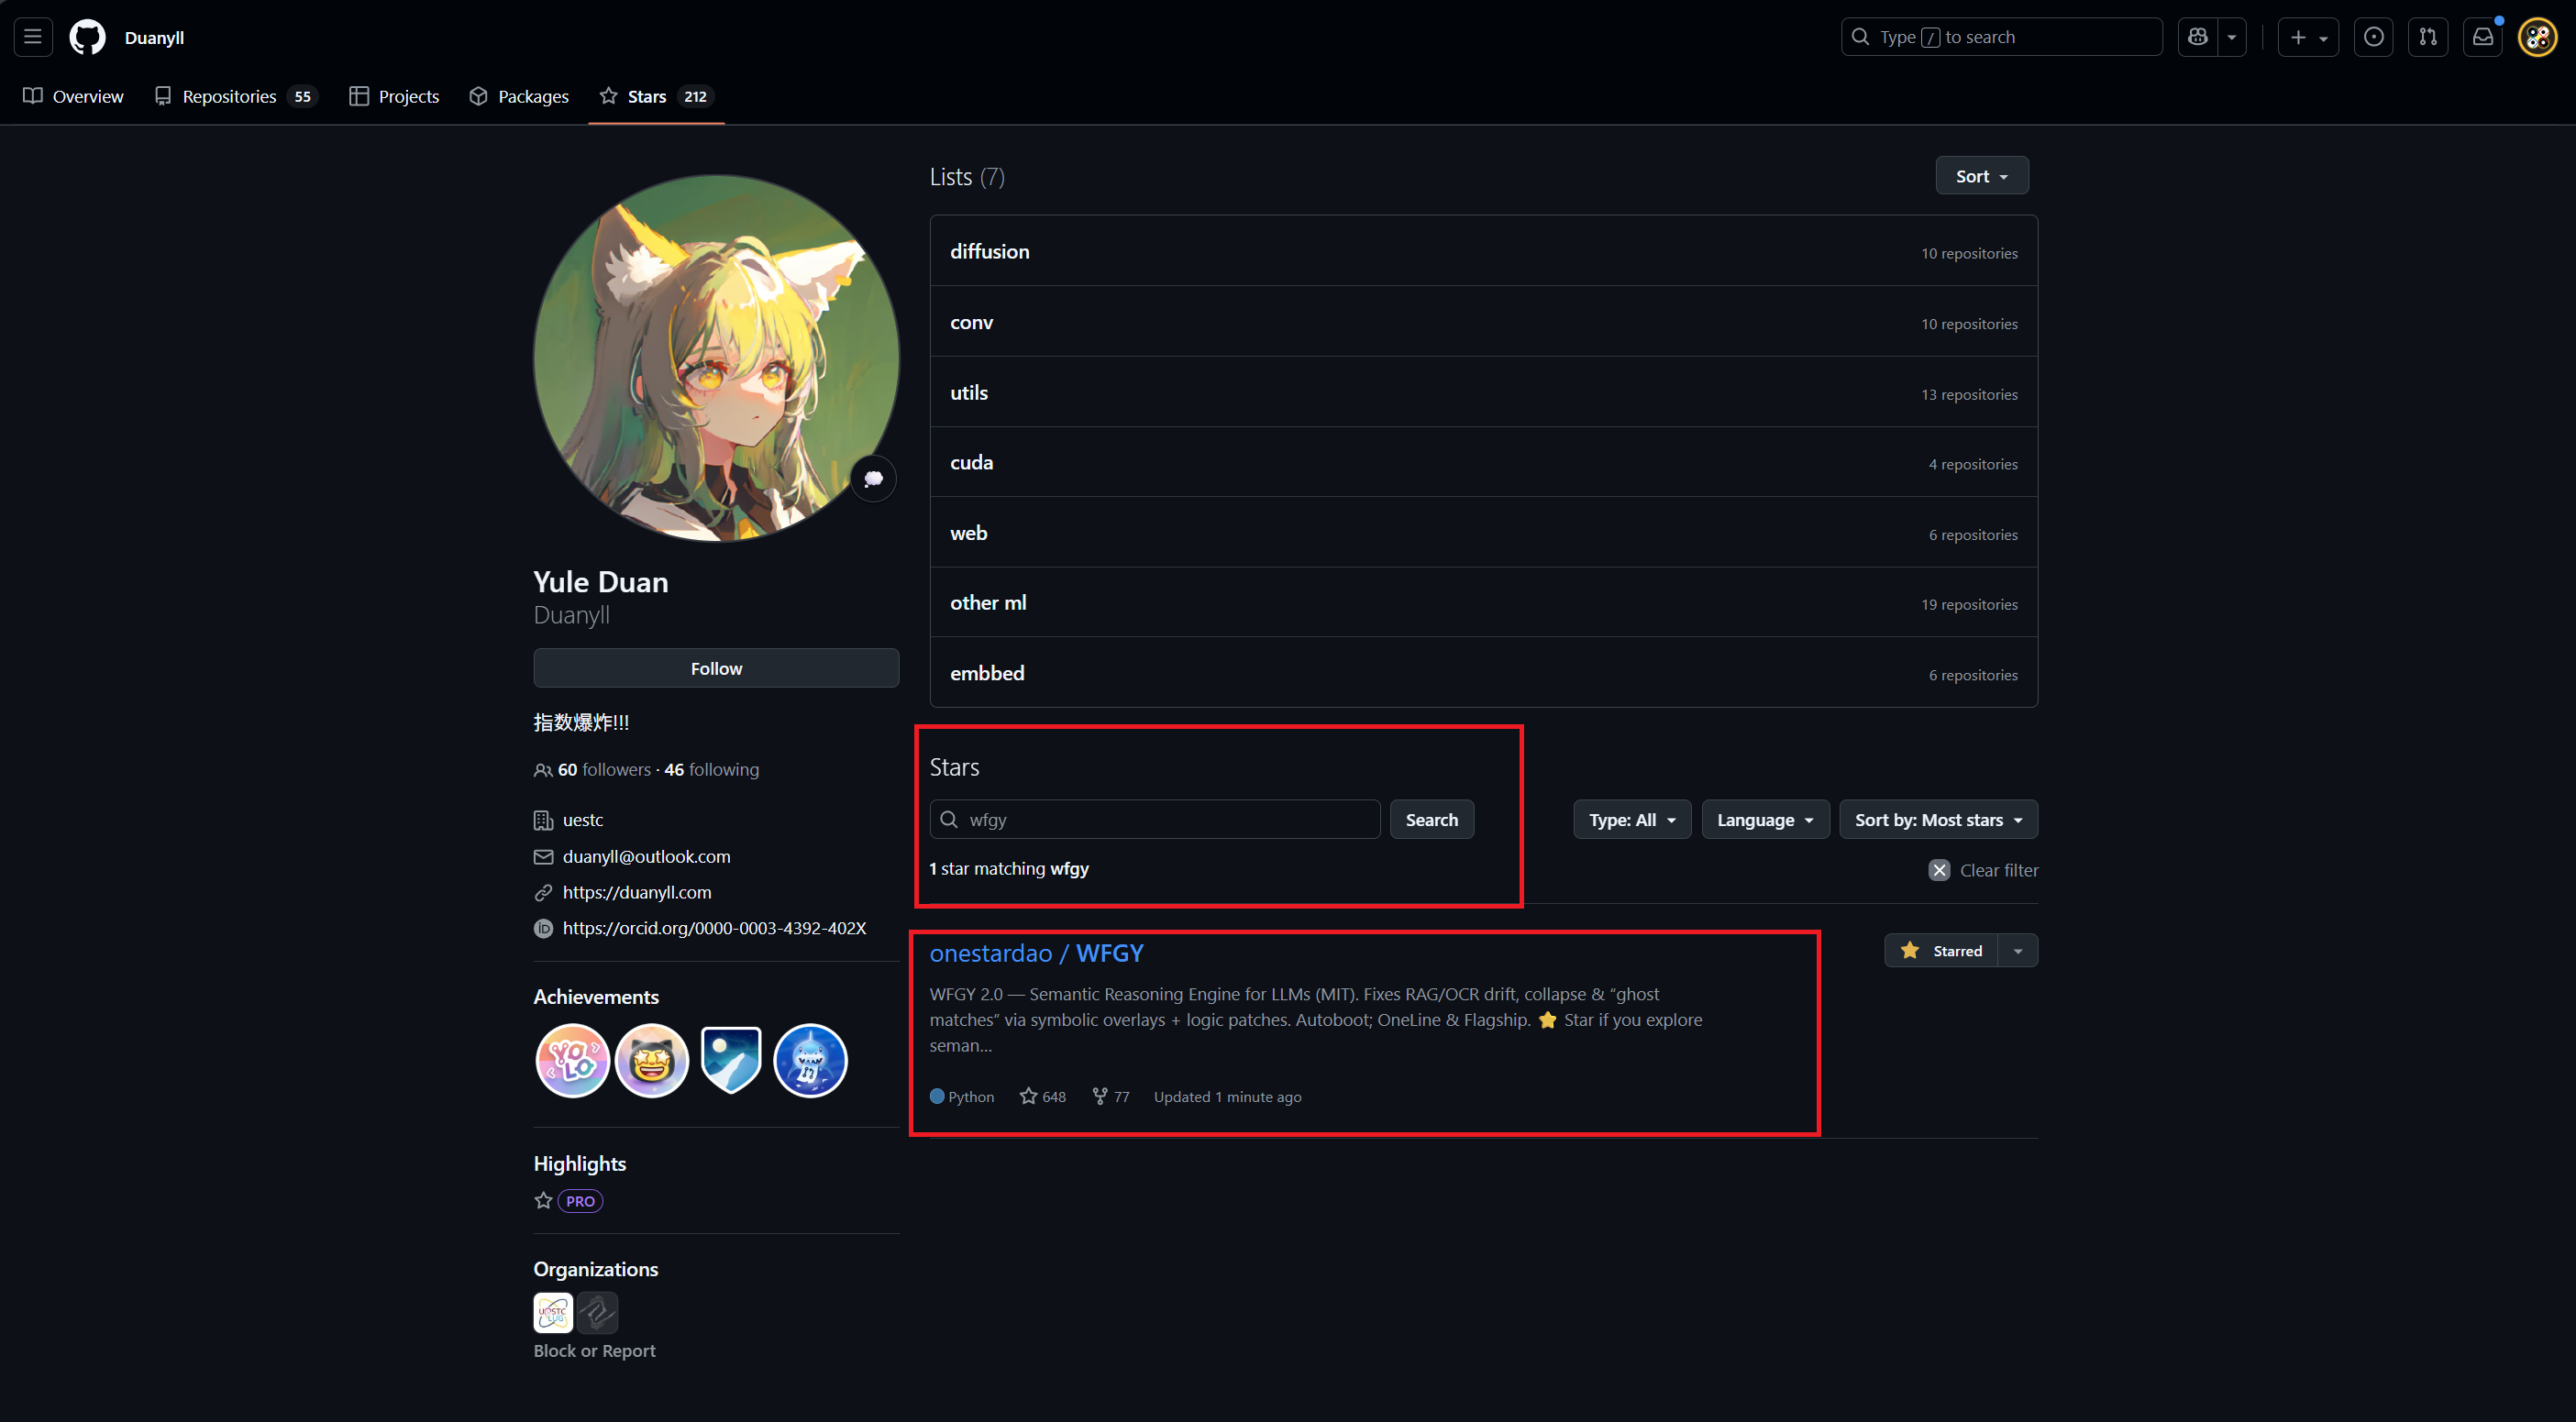 Duanyll
Type / to search
Overview
Repositories 55
Projects
Packages
Stars 212
Yule Duan
Duanyll
Follow
指数爆炸!!!
60 followers · 46 following
uestc
duanyll@outlook.com
https://duanyll.com
iD https://orcid.org/0000-0003-4392-402X
Achievements
YOLO
Highlights
PRO
Organizations
UESTC
LUG
Block or Report
Lists (7)
Sort
diffusion
10 repositories
conv
10 repositories
utils
13 repositories
cuda
4 repositories
web
6 repositories
other ml
19 repositories
embbed
6 repositories
Stars
wfgy
Search
Type: All
Language
Sort by: Most stars
1 star matching wfgy
Clear filter
onestardao / WFGY
Starred
WFGY 2.0 — Semantic Reasoning Engine for LLMs (MIT). Fixes RAG/OCR drift, collapse & “ghost
matches” via symbolic overlays + logic patches. Autoboot; OneLine & Flagship. ⭐ Star if you explore
seman...
Python
648
77
Updated 1 minute ago